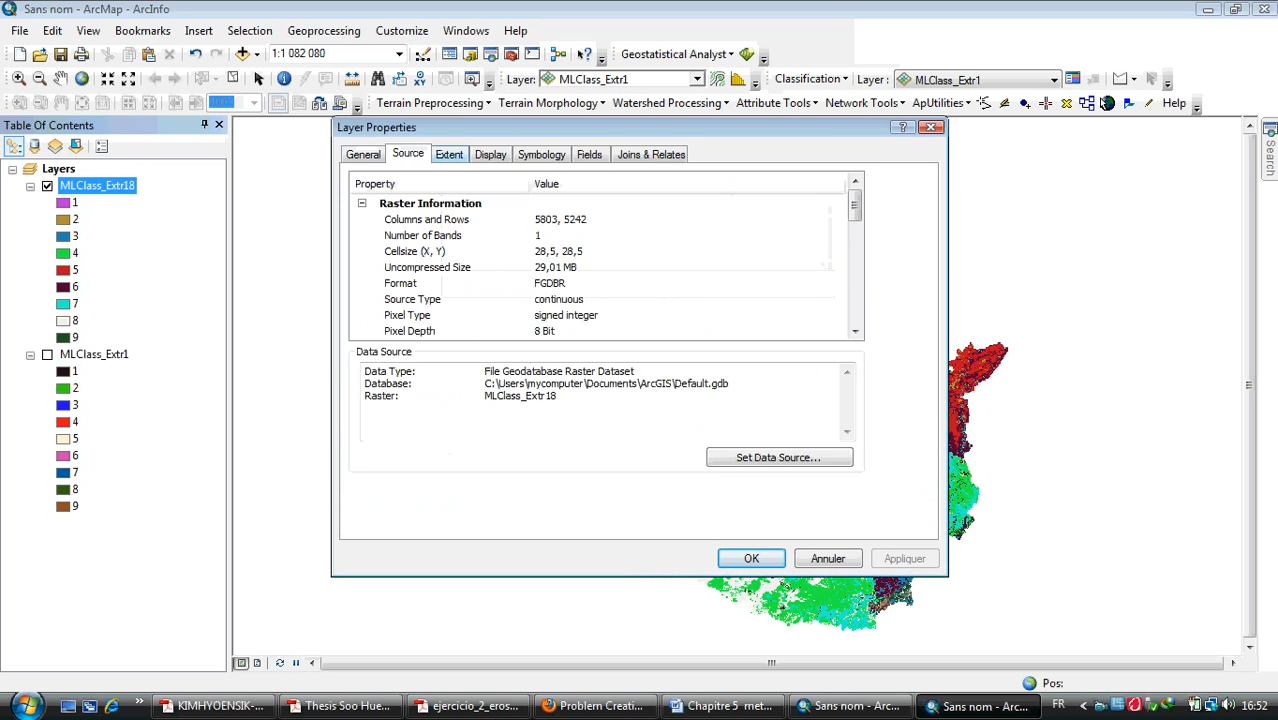 Sans nom - ArcMap - ArcInfo
File Edit View Bookmarks Insert Selection Geoprocessing Customize Windows Help
1:1 082 080 Geostatistical Analyst
Layer: MLClass_Extr1 Classification Layer : MLClass_Extr1
Terrain Preprocessing Terrain Morphology Watershed Processing Attribute Tools Network Tools ApUtilities Help
Table Of Contents
Layers
MLClass_Extr18
1
2
3
4
5
6
7
8
9
MLClass_Extr1
1
2
3
4
5
6
7
8
9
Layer Properties
General Source Extent Display Symbology Fields Joins & Relates
Property Value
Raster Information
Columns and Rows 5803, 5242
Number of Bands 1
Cellsize (X, Y) 28,5, 28,5
Uncompressed Size 29,01 MB
Format FGDBR
Source Type continuous
Pixel Type signed integer
Pixel Depth 8 Bit
Data Source
Data Type: File Geodatabase Raster Dataset
Database: C:\Users\mycomputer\Documents\ArcGIS\Default.gdb
Raster: MLClass_Extr18
Set Data Source...
OK Annuler Appliquer
Search
Pos:
KIMHYOENSIK-... Thesis Soo Hue... ejercicio_2_eros... Problem Creati... Chapitre 5 met... Sans nom - Arc... Sans nom - Arc... FR 16:52